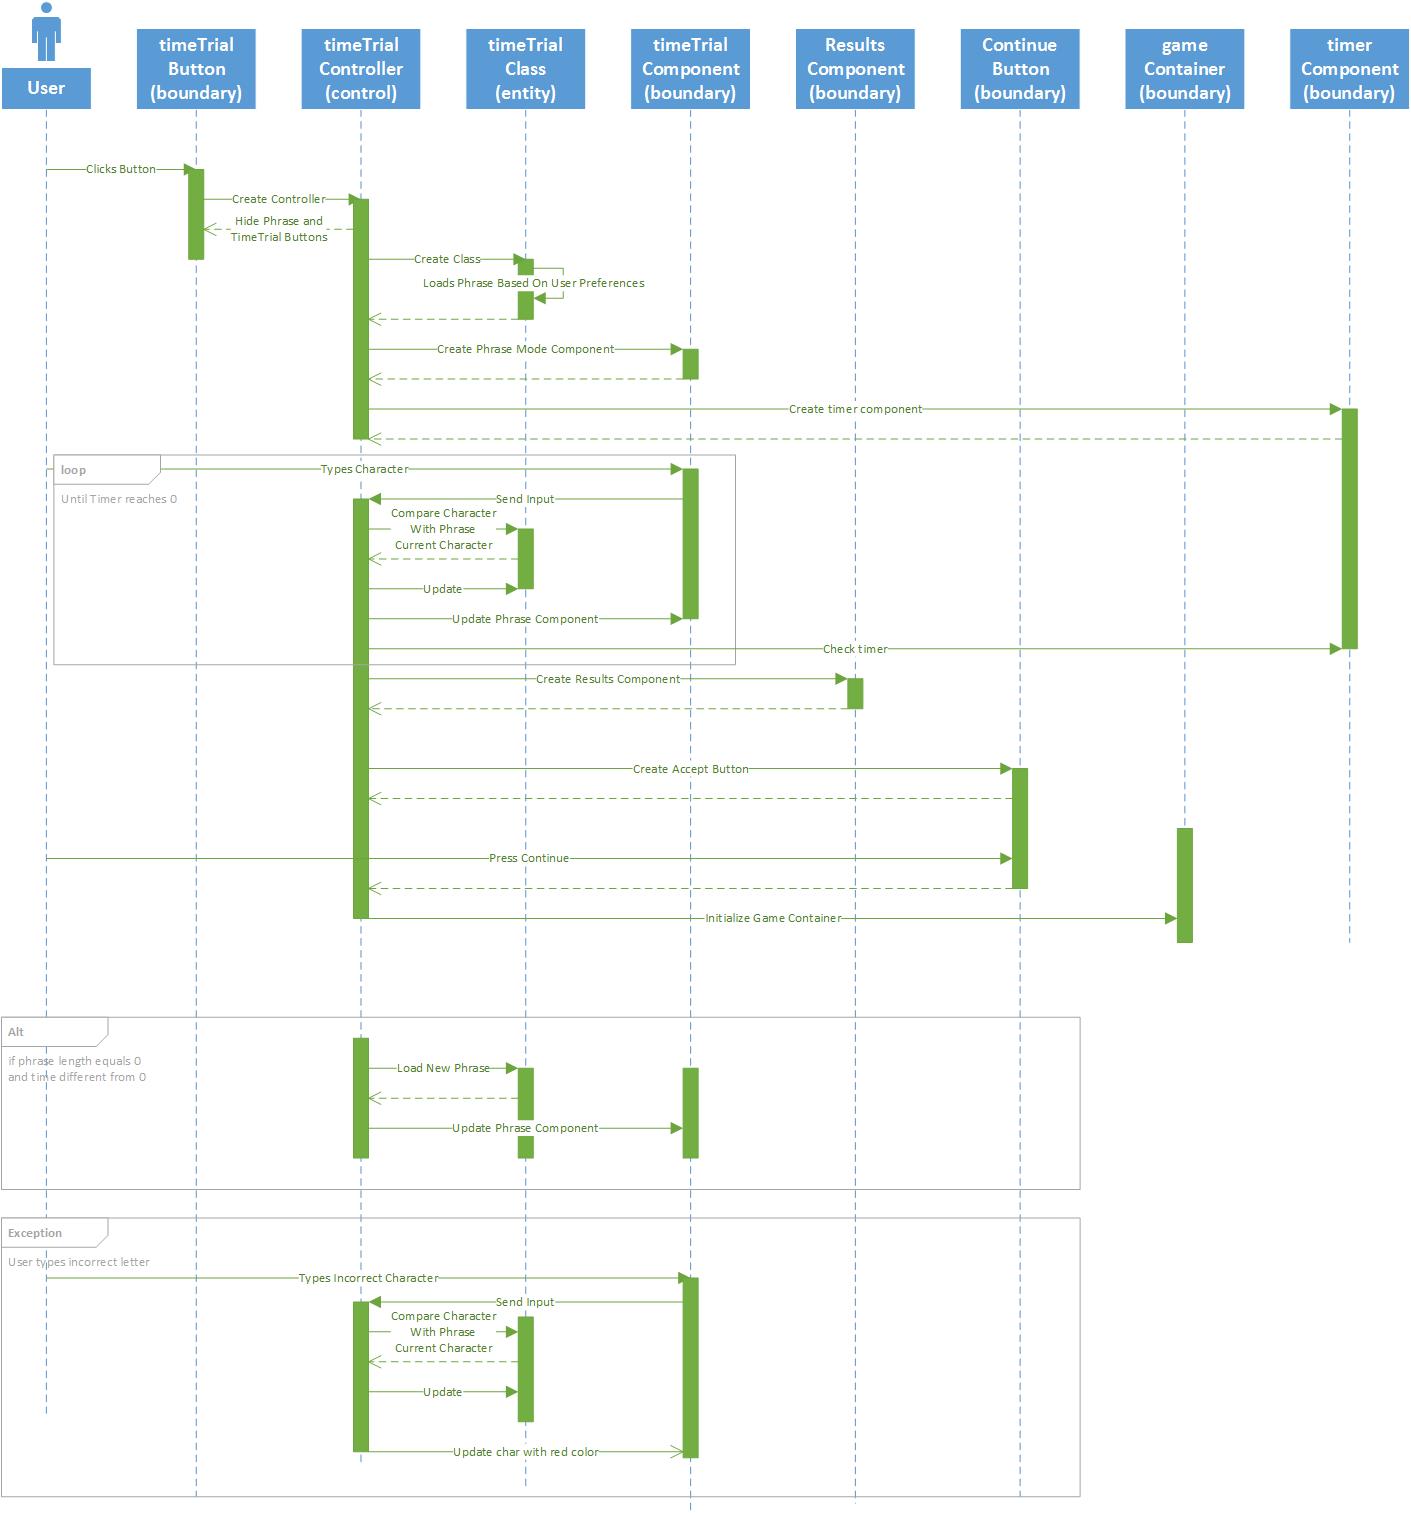 User
timeTrial
Button
(boundary)
timeTrial
Controller
(control)
timeTrial
Class
(entity)
timeTrial
Component
(boundary)
Results
Component
(boundary)
Continue
Button
(boundary)
game
Container
(boundary)
timer
Component
(boundary)
Clicks Button
Create Controller
Hide Phrase and
TimeTrial Buttons
Create Class
Loads Phrase Based On User Preferences
Create Phrase Mode Component
Create timer component
loop
Until Timer reaches 0
Types Character
Send Input
Compare Character
With Phrase
Current Character
Update
Update Phrase Component
Check timer
Create Results Component
Create Accept Button
Press Continue
Initialize Game Container
Alt
if phrase length equals 0
and time different from 0
Load New Phrase
Update Phrase Component
Exception
User types incorrect letter
Types Incorrect Character
Send Input
Compare Character
With Phrase
Current Character
Update
Update char with red color